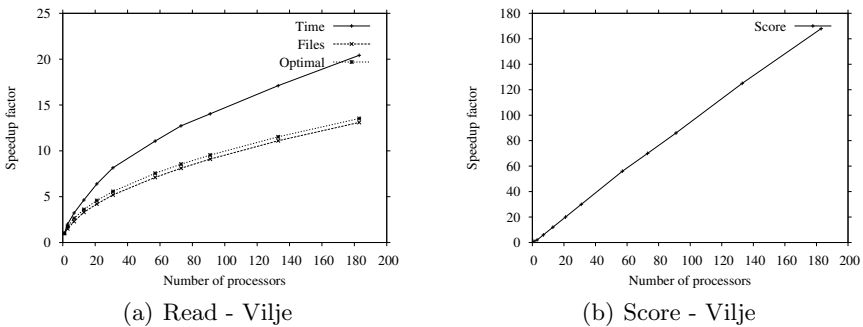 25
20
15
10
5
0
Speedup factor
Time
Files
Optimal
0 20 40 60 80 100 120 140 160 180 200
Number of processors
(a) Read - Vilje
180
160
140
120
100
80
60
40
20
0
Speedup factor
Score
0 20 40 60 80 100 120 140 160 180 200
Number of processors
(b) Score - Vilje